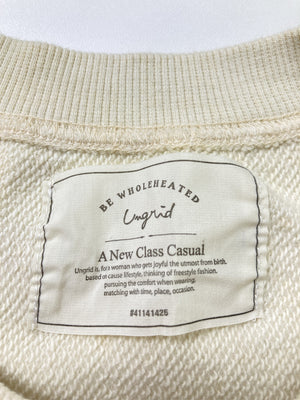 BE WHOLEHEATED
Ungrid
A New Class Casual
Ungrid is, for a woman who gets joyful the utmost from birth.
based on cause lifestyle, thinking of freestyle fashion.
pursuing the comfort when wearing.
matching with time, place, occasion.
#41141425